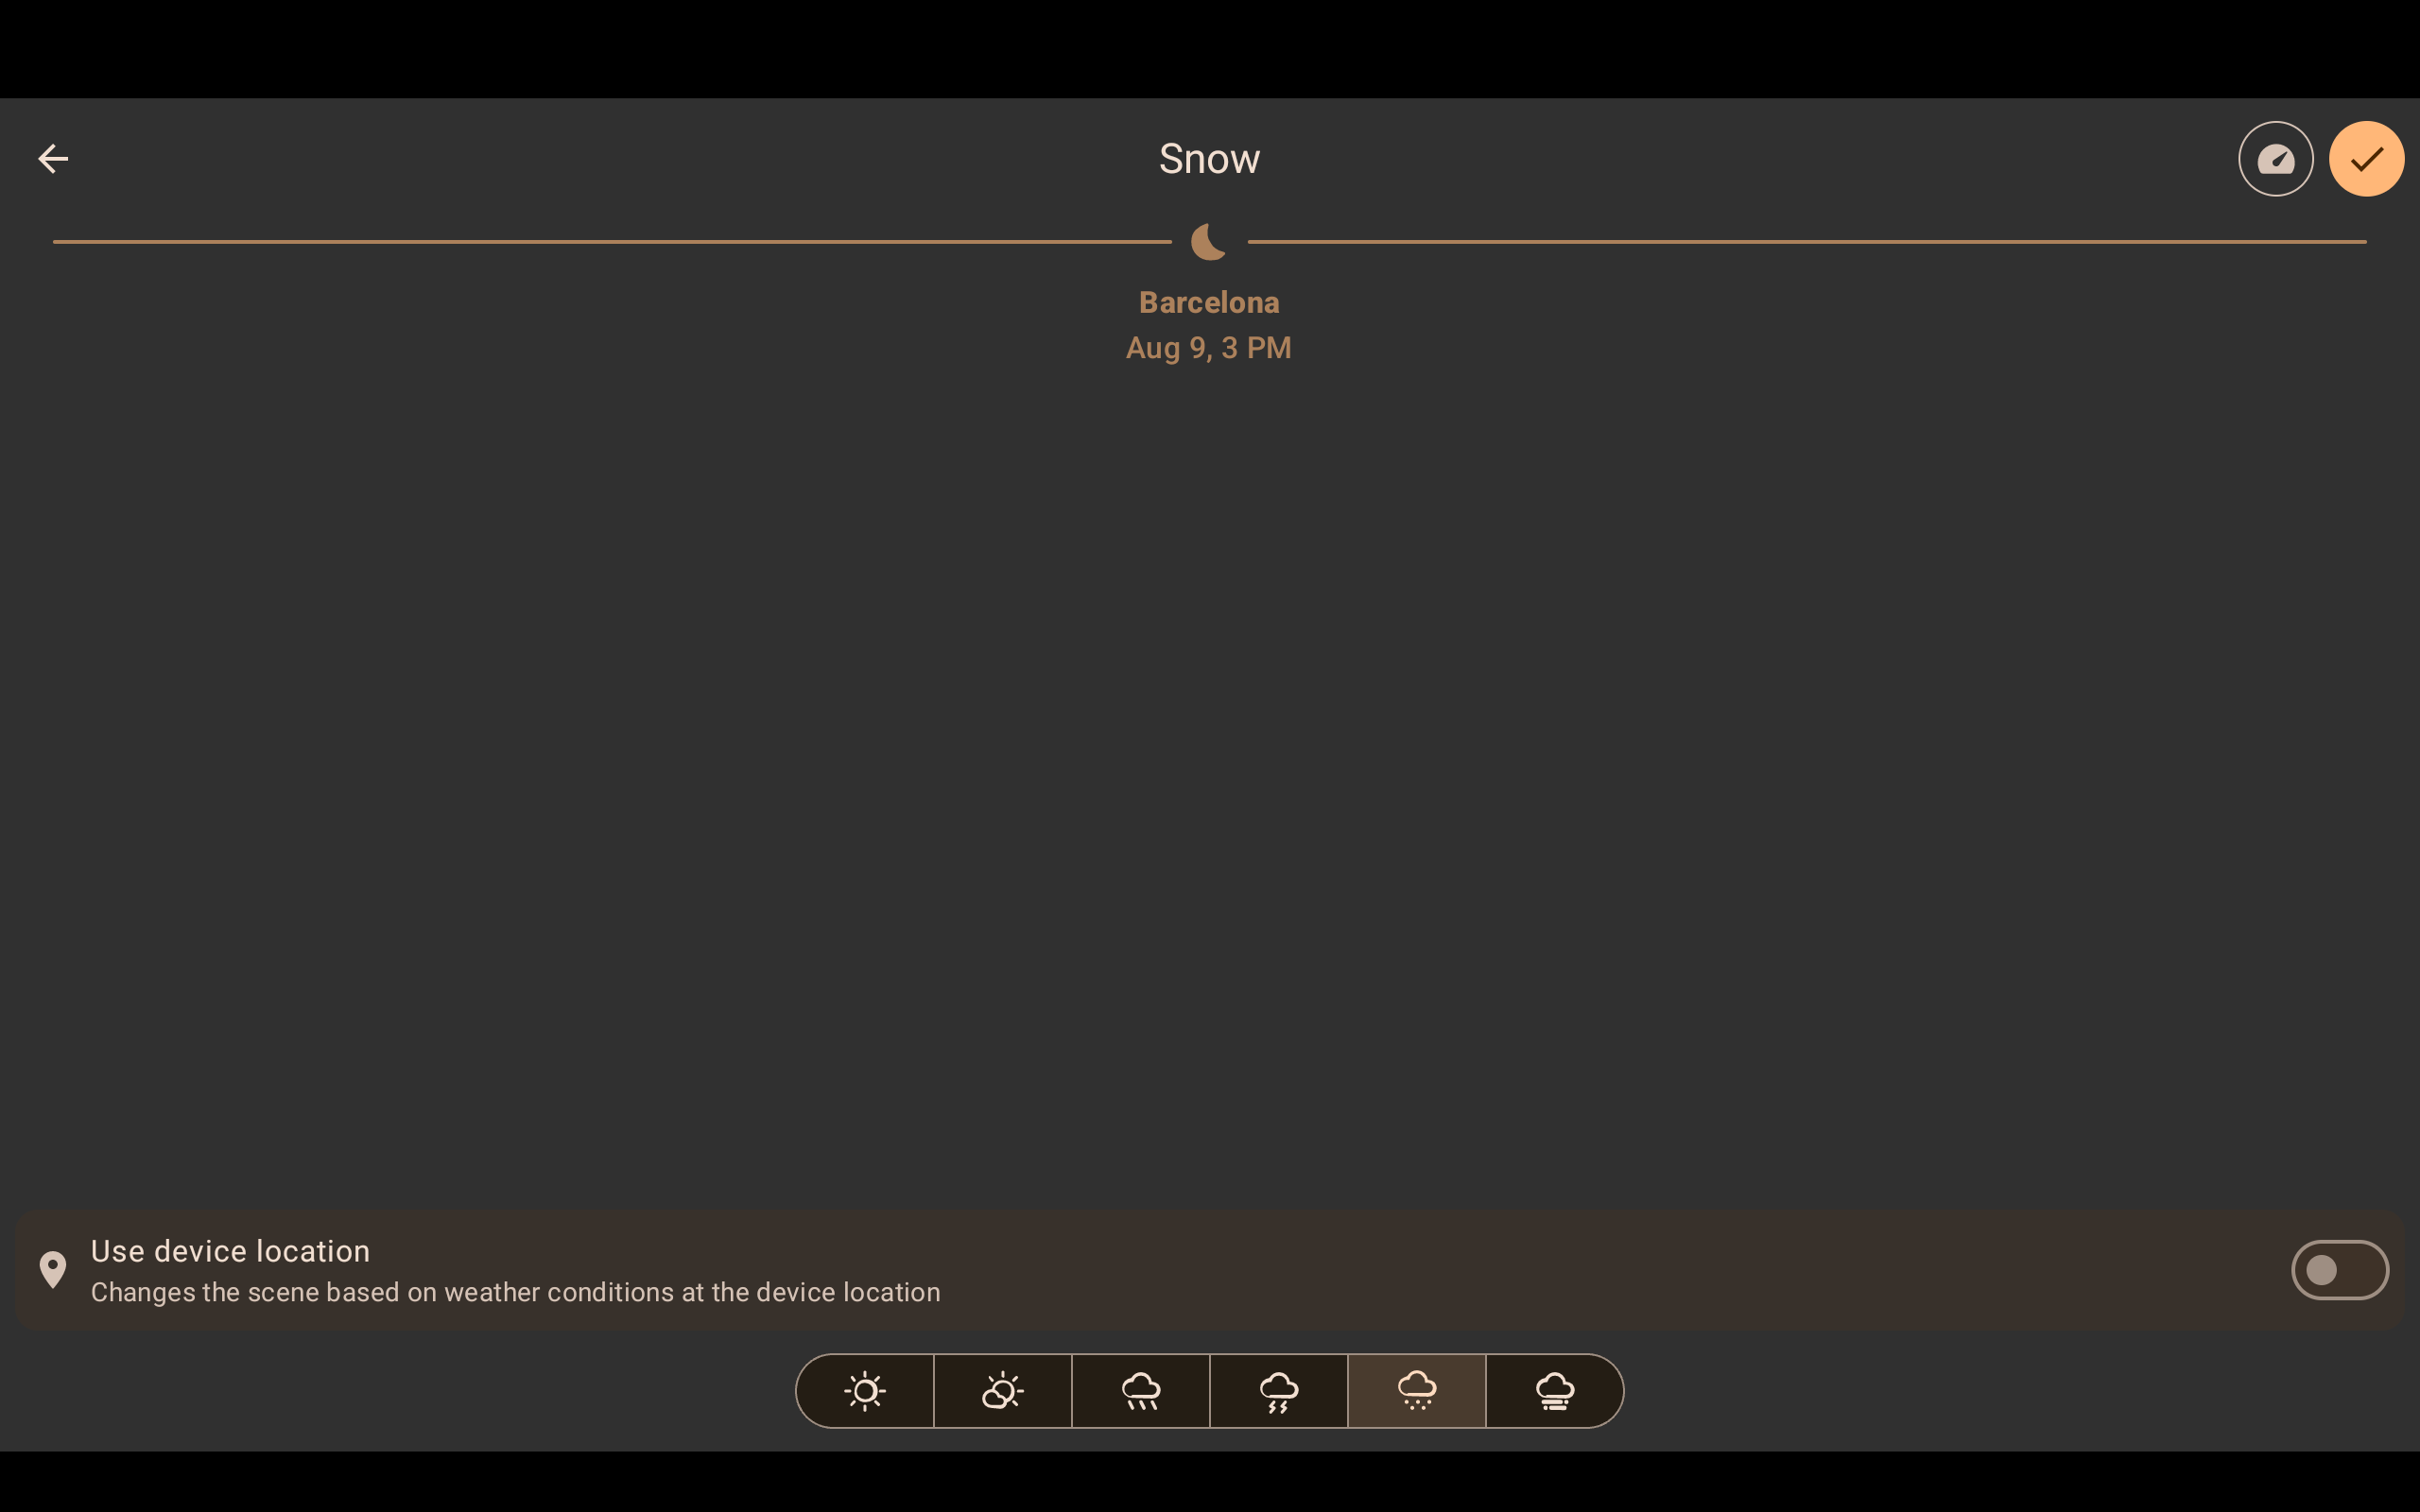 Snow
Barcelona
Aug 9, 3 PM
Use device location
Changes the scene based on weather conditions at the device location